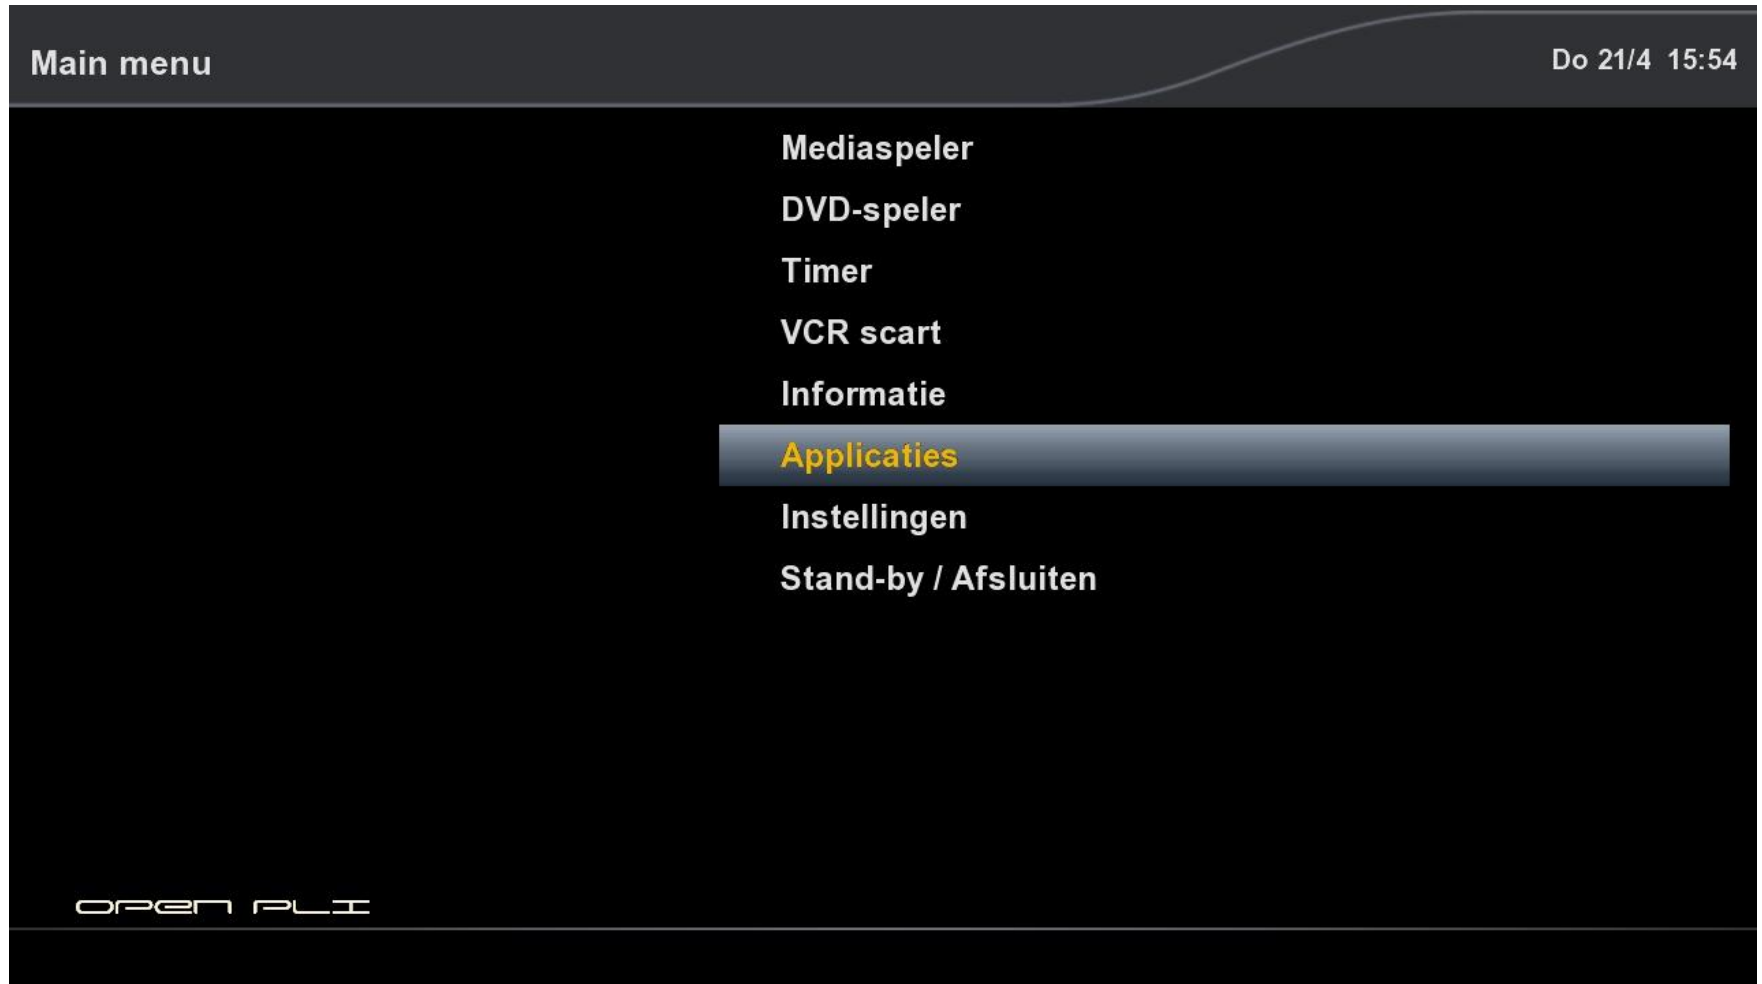 Main menu
Do 21/4 15:54
Mediaspeler
DVD-speler
Timer
VCR scart
Informatie
Applicaties
Instellingen
Stand-by / Afsluiten
open pli